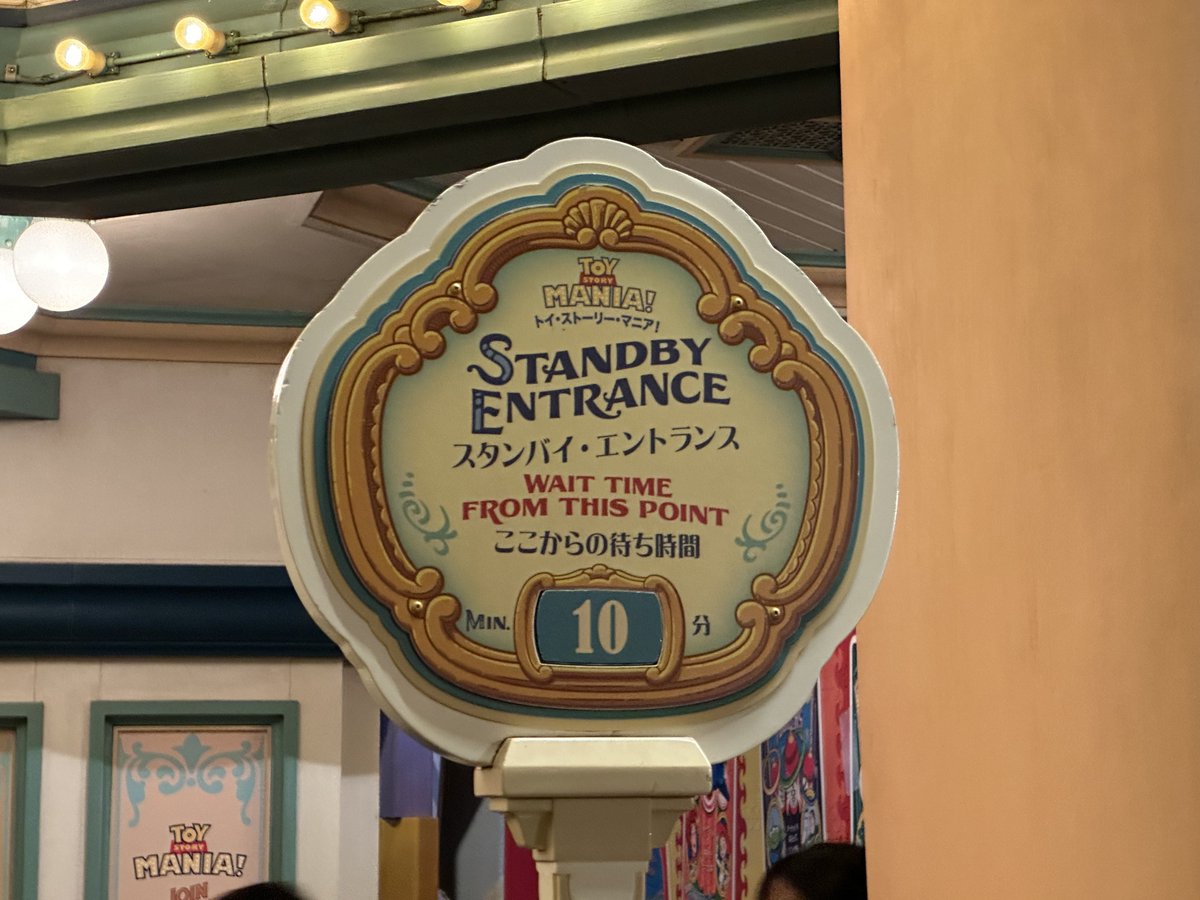 TOY
STORY
MANIA!
トイ・ストーリー・マニア!
STANDBY
ENTRANCE
スタンバイ・エントランス
WAIT TIME
FROM THIS POINT
ここからの待ち時間
MIN. 10 分
TOY
STORY
MANIA!
JOIN